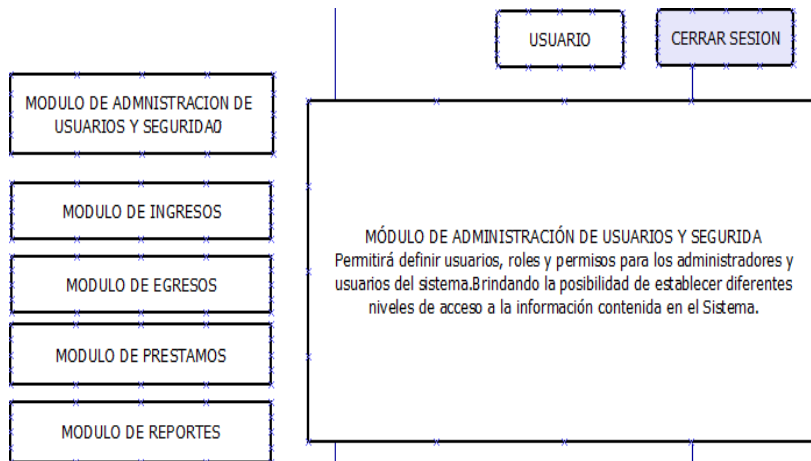 USUARIO
CERRAR SESION
MODULO DE ADMNISTRACION DE
USUARIOS Y SEGURIDA0
MODULO DE INGRESOS
MODULO DE EGRESOS
MODULO DE PRESTAMOS
MODULO DE REPORTES
MÓDULO DE ADMINISTRACIÓN DE USUARIOS Y SEGURIDA
Permitirá definir usuarios, roles y permisos para los administradores y
usuarios del sistema.Brindando la posibilidad de establecer diferentes
niveles de acceso a la información contenida en el Sistema.